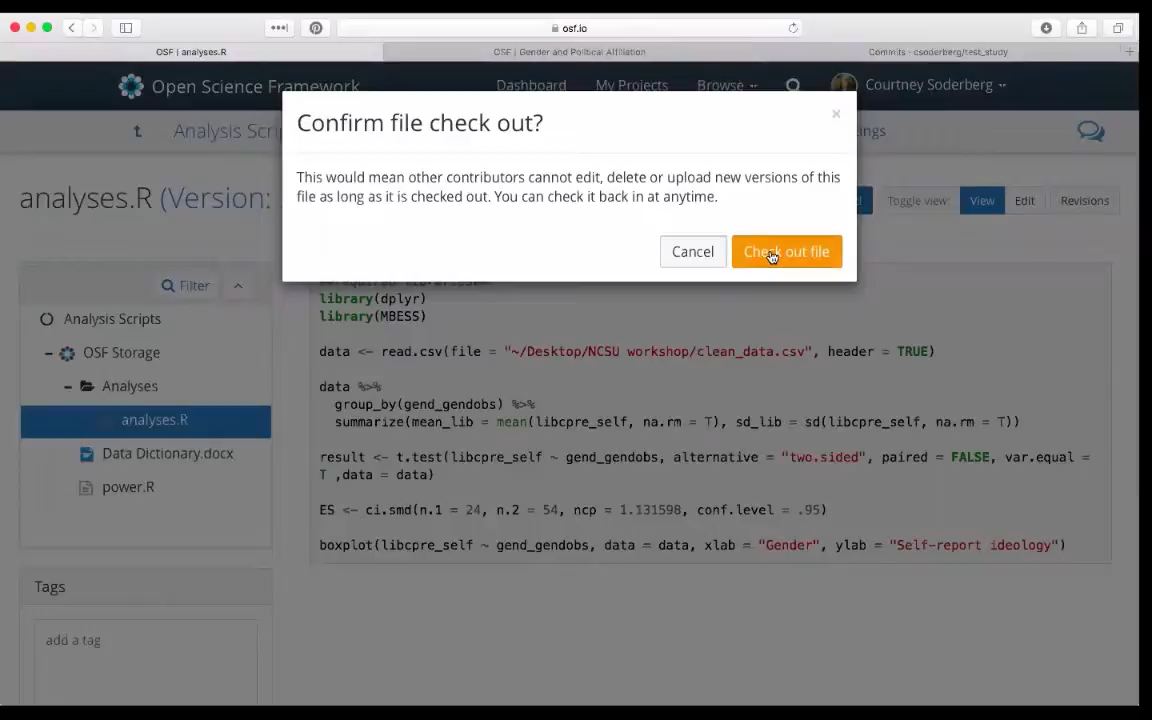 osf.io
OSF | analyses.R
OSF | Gender and Political Affiliation
Commits · csoderberg/test_study
Open Science Framework
Dashboard
My Projects
Browse
Courtney Soderberg
Analysis Scri
Confirm file check out?
×
This would mean other contributors cannot edit, delete or upload new versions of this
file as long as it is checked out. You can check it back in at anytime.
Cancel
Check out file
analyses.R (Version:
Toggle view:
View
Edit
Revisions
Filter
Analysis Scripts
OSF Storage
Analyses
analyses.R
Data Dictionary.docx
power.R
library(dplyr)
library(MBESS)
data <- read.csv(file = "~/Desktop/NCSU workshop/clean_data.csv", header = TRUE)
data %>%
group_by(gend_gendobs) %>%
summarize(mean_lib = mean(libcpre_self, na.rm = T), sd_lib = sd(libcpre_self, na.rm = T))
result <- t.test(libcpre_self ~ gend_gendobs, alternative = "two.sided", paired = FALSE, var.equal =
T ,data = data)
ES <- ci.smd(n.1 = 24, n.2 = 54, ncp = 1.131598, conf.level = .95)
boxplot(libcpre_self ~ gend_gendobs, data = data, xlab = "Gender", ylab = "Self-report ideology")
Tags
add a tag